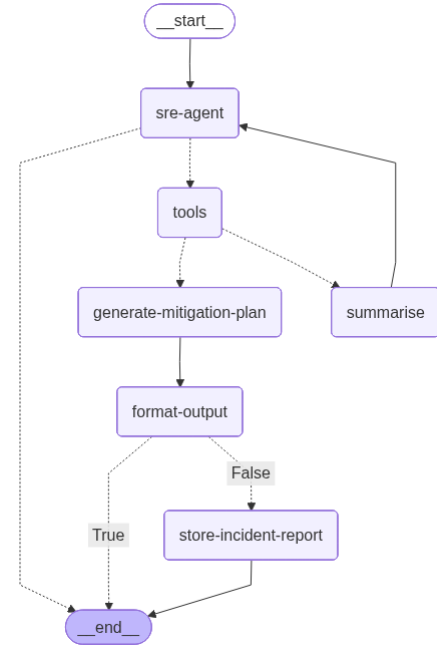 __start__
sre-agent
tools
generate-mitigation-plan
summarise
format-output
False
True
store-incident-report
__end__